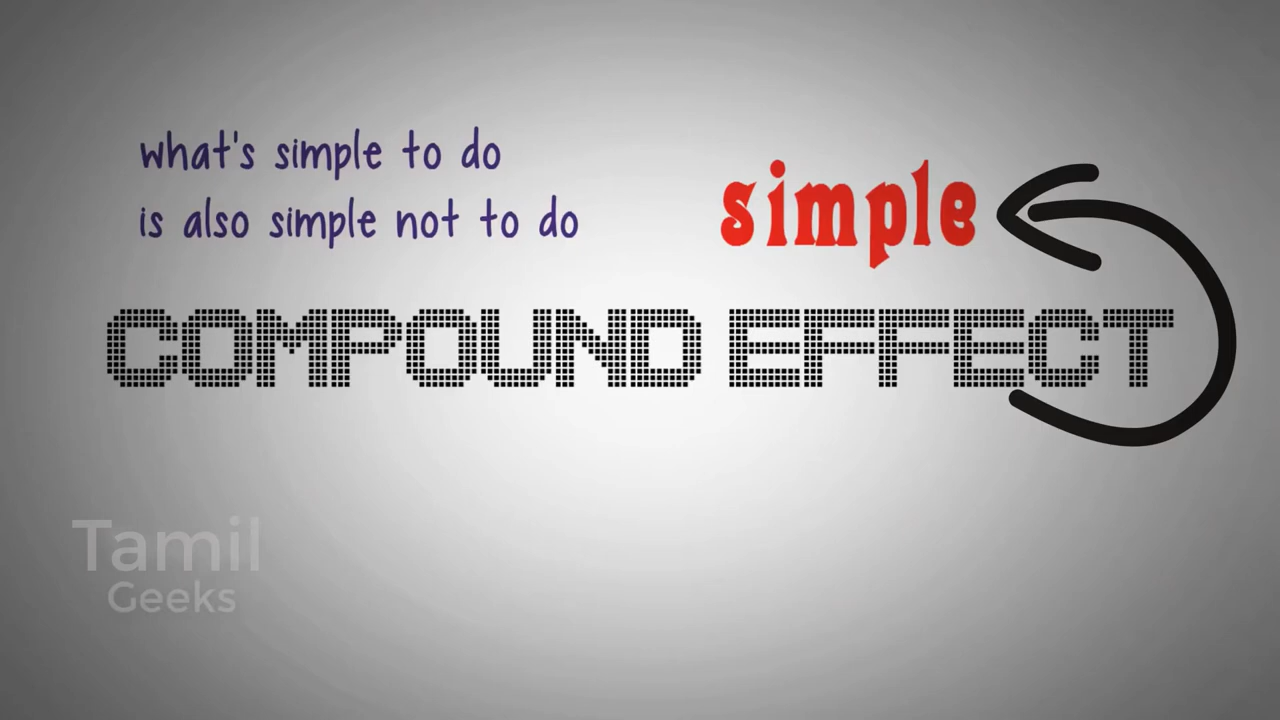 what's simple to do
is also simple not to do
simple
COMPOUND EFFECT
Tamil
Geeks